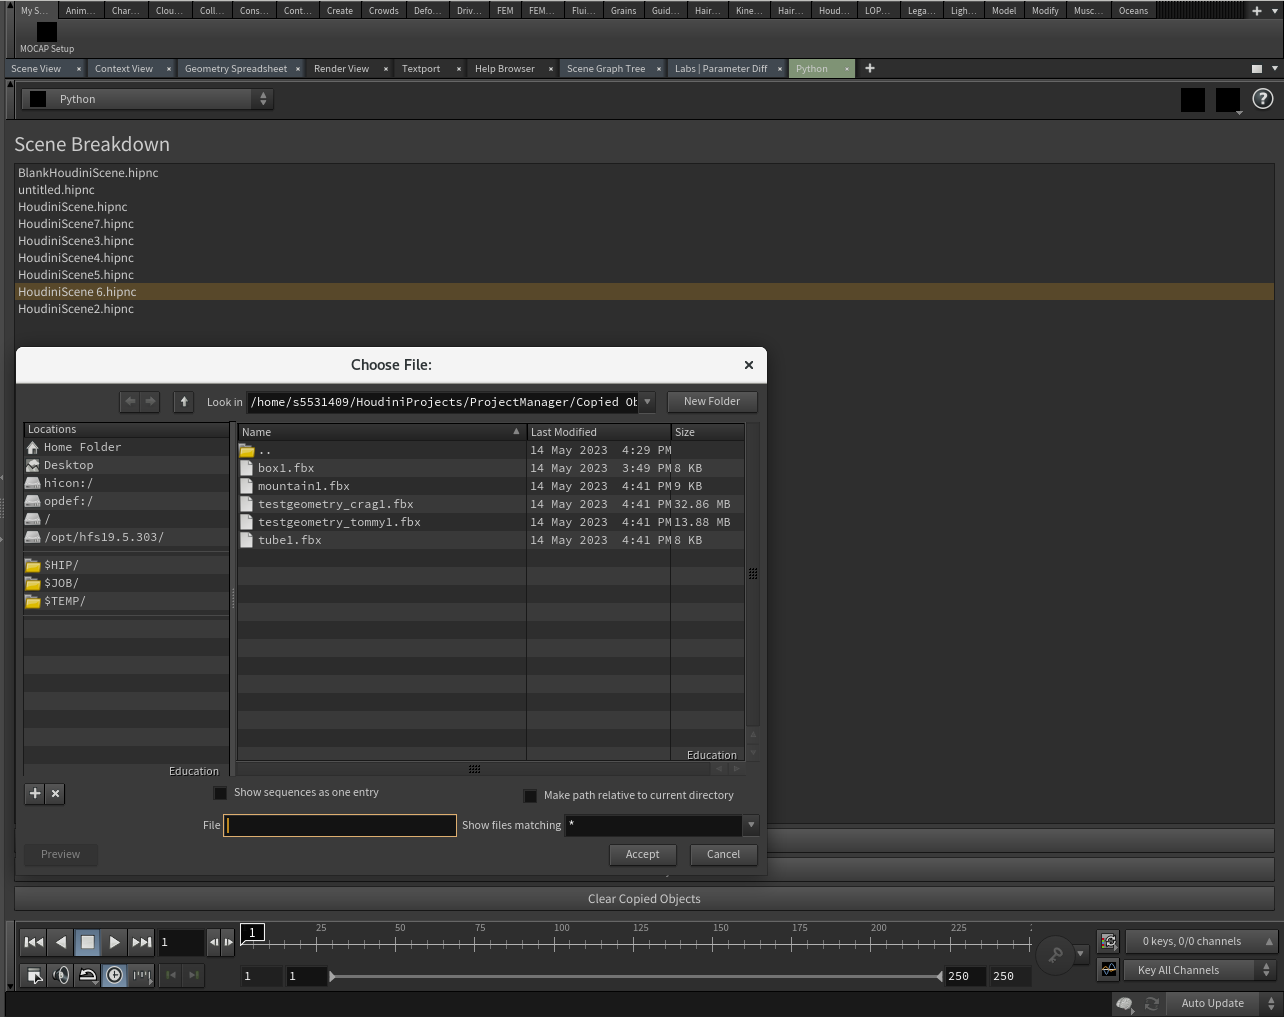 My S... Anim... Char... Clou... Coll... Cons... Cont... Create Crowds Defo... Driv... FEM FEM... Flui... Grains Guid... Hair... Kine... Hair... Houd... LOP... Lega... Ligh... Model Modify Musc... Oceans
MOCAP Setup
Scene View × Context View × Geometry Spreadsheet × Render View × Textport × Help Browser × Scene Graph Tree × Labs | Parameter Diff × Python
Python
Scene Breakdown
BlankHoudiniScene.hipnc
untitled.hipnc
HoudiniScene.hipnc
HoudiniScene7.hipnc
HoudiniScene3.hipnc
HoudiniScene4.hipnc
HoudiniScene5.hipnc
HoudiniScene 6.hipnc
HoudiniScene2.hipnc
Choose File:
Look in /home/s5531409/HoudiniProjects/ProjectManager/Copied Ob New Folder
Locations
Home Folder
Desktop
hicon:/
opdef:/
/
/opt/hfs19.5.303/
$HIP/
$JOB/
$TEMP/
Education
Name Last Modified Size
.. 14 May 2023 4:29 PM
box1.fbx 14 May 2023 3:49 PM 8 KB
mountain1.fbx 14 May 2023 4:41 PM 9 KB
testgeometry_crag1.fbx 14 May 2023 4:41 PM 32.86 MB
testgeometry_tommy1.fbx 14 May 2023 4:41 PM 13.88 MB
tube1.fbx 14 May 2023 4:41 PM 8 KB
Education
Show sequences as one entry Make path relative to current directory
File Show files matching *
Preview Accept Cancel
Clear Copied Objects
1 1 25 50 75 100 125 150 175 200 225
0 keys, 0/0 channels
1 1 250 250 Key All Channels
Auto Update